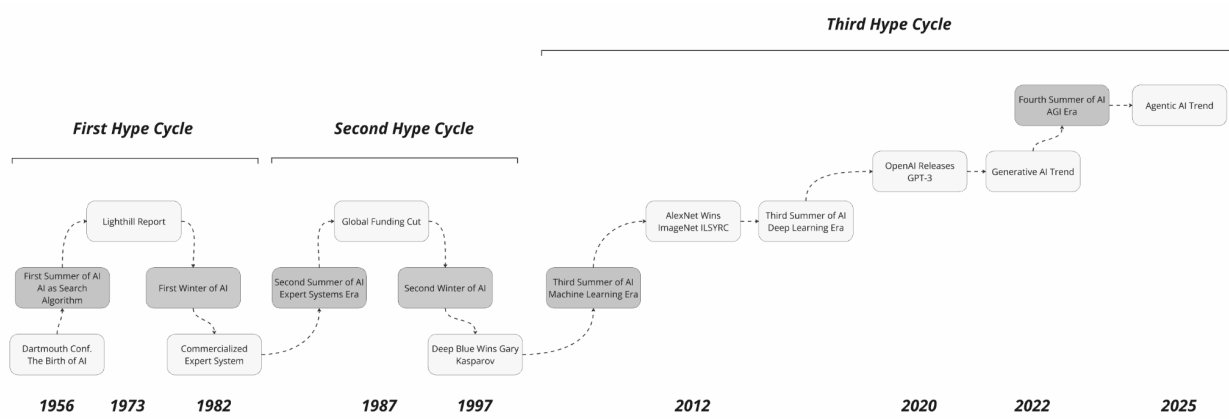 Third Hype Cycle
First Hype Cycle
Second Hype Cycle
Fourth Summer of AI
AGI Era
Agentic AI Trend
OpenAI Releases
GPT-3
Generative AI Trend
Lighthill Report
Global Funding Cut
AlexNet Wins
ImageNet ILSYRC
Third Summer of AI
Deep Learning Era
First Summer of AI
AI as Search
Algorithm
First Winter of AI
Second Summer of AI
Expert Systems Era
Second Winter of AI
Third Summer of AI
Machine Learning Era
Dartmouth Conf.
The Birth of AI
Commercialized
Expert System
Deep Blue Wins Gary
Kasparov
1956
1973
1982
1987
1997
2012
2020
2022
2025